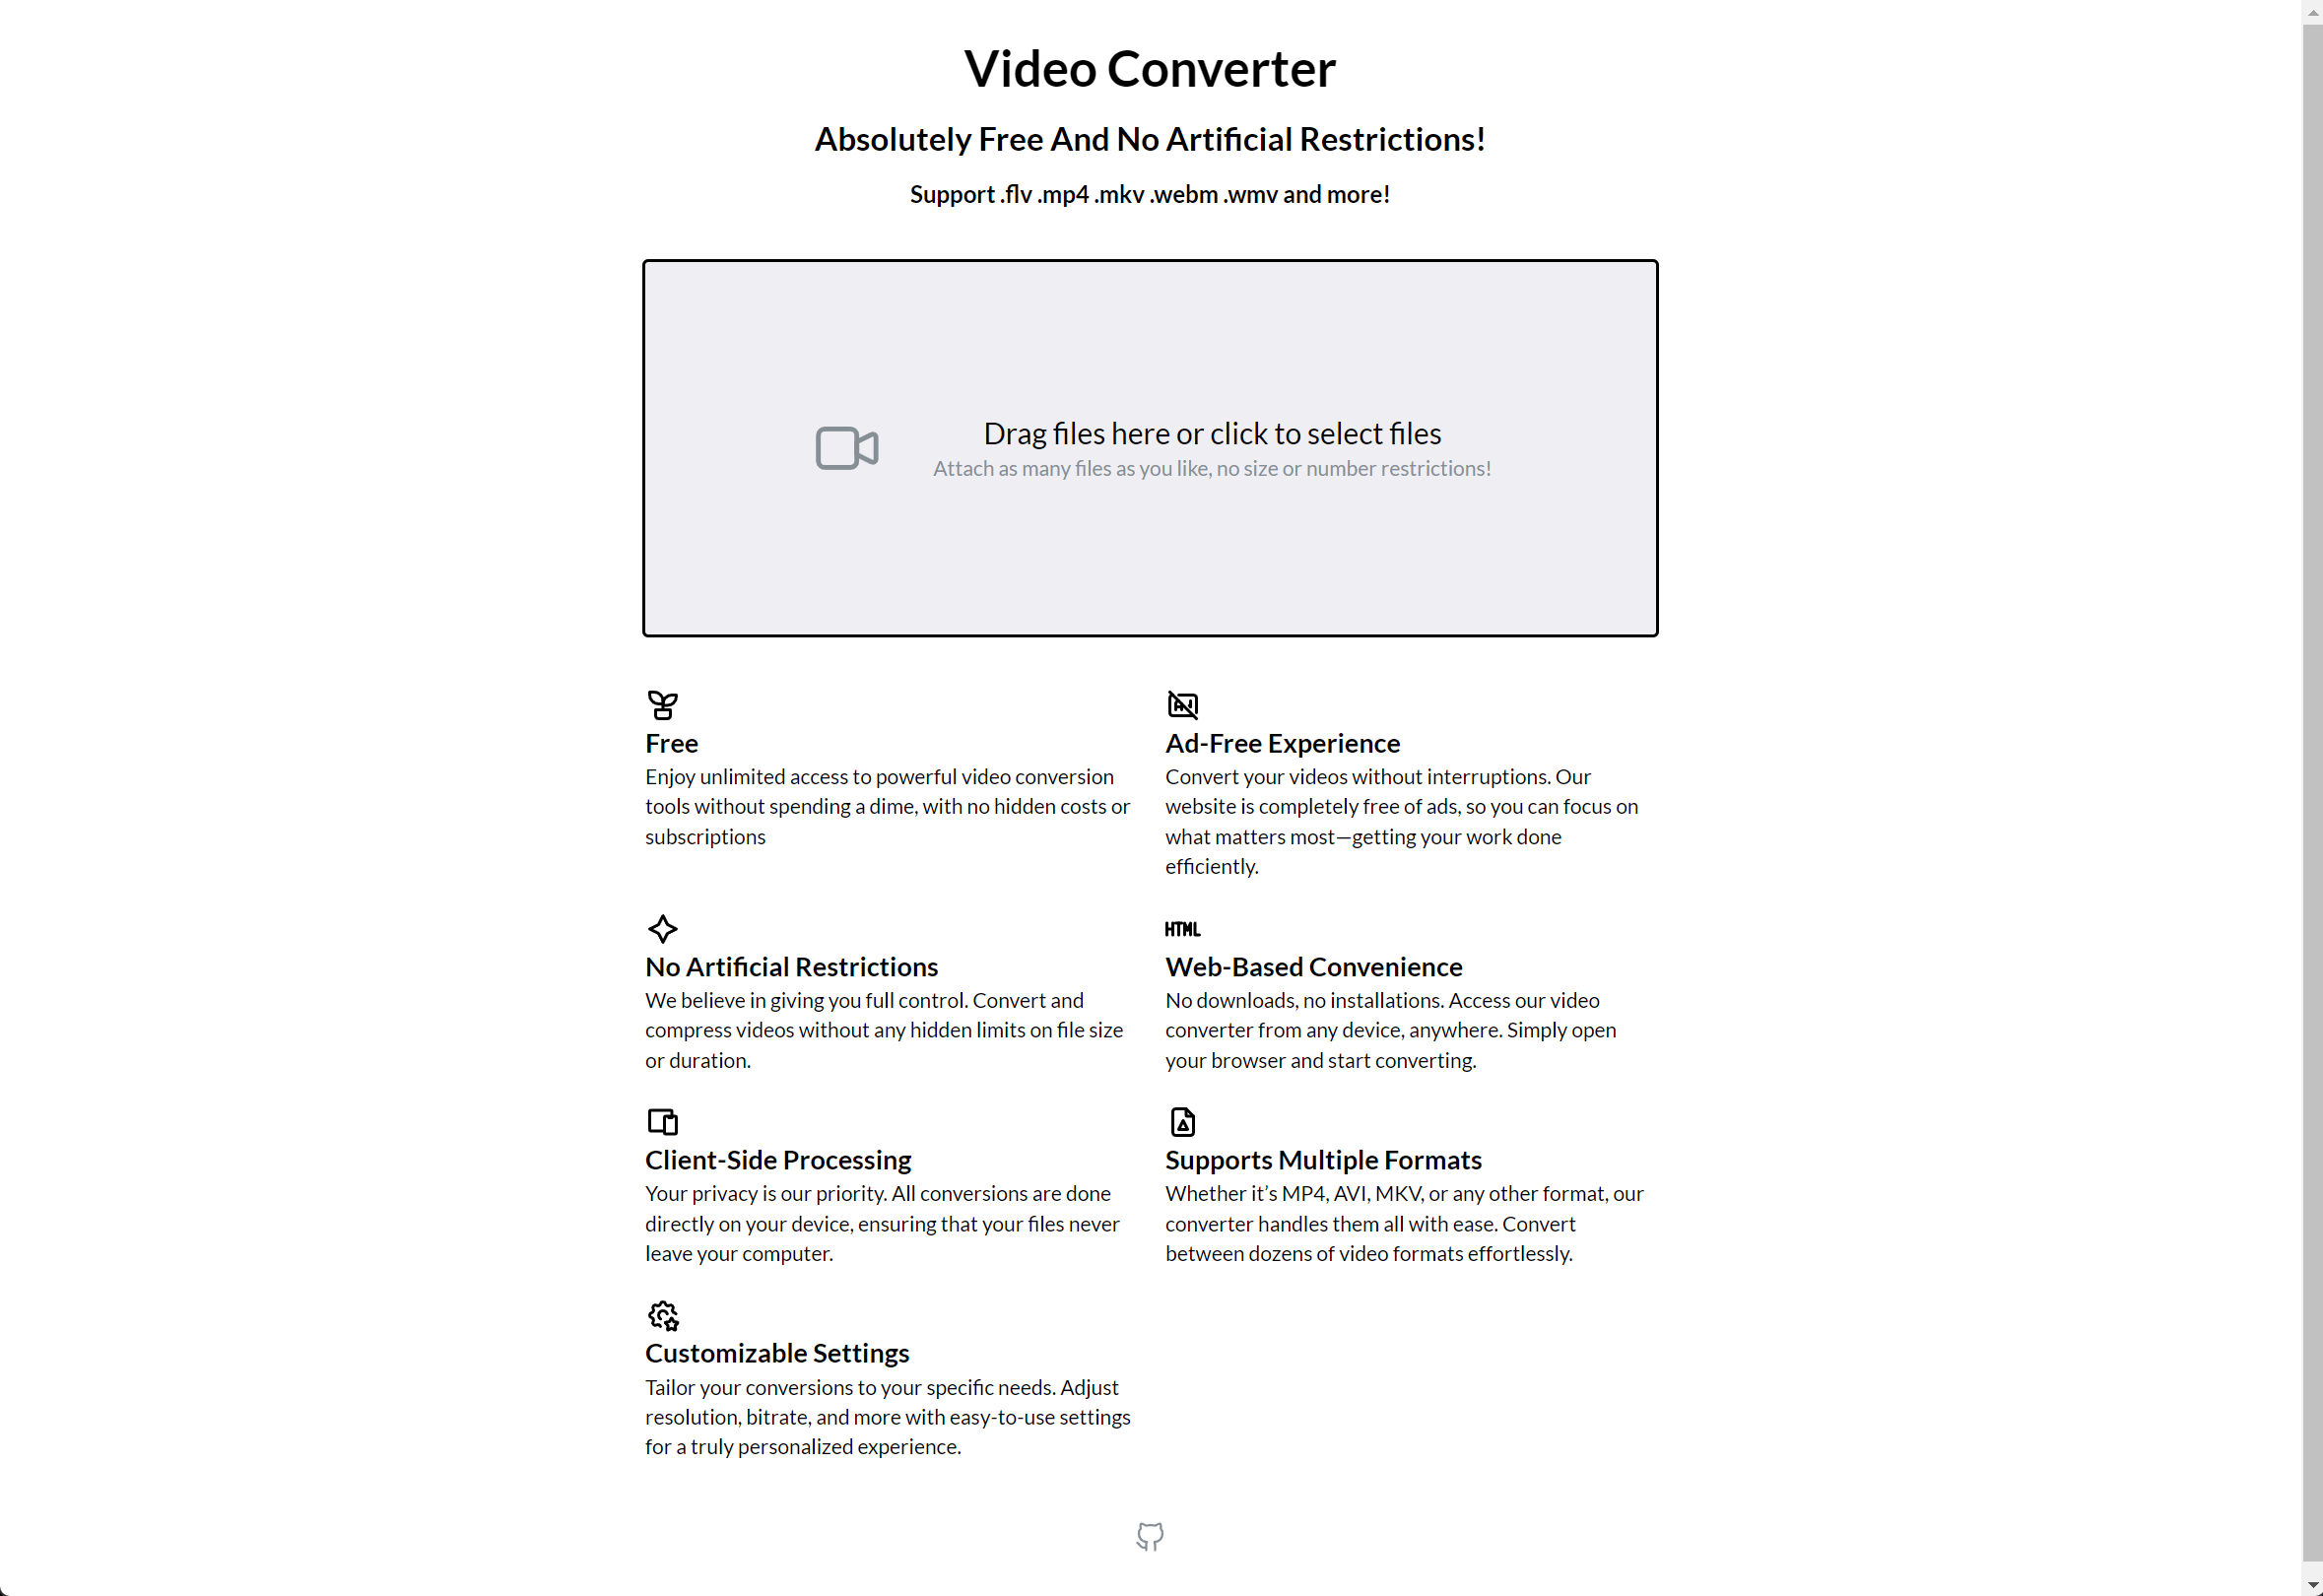 Video Converter
Absolutely Free And No Artificial Restrictions!
Support .flv .mp4 .mkv .webm .wmv and more!
Drag files here or click to select files
Attach as many files as you like, no size or number restrictions!
Free
Enjoy unlimited access to powerful video conversion
tools without spending a dime, with no hidden costs or
subscriptions
AD
Ad-Free Experience
Convert your videos without interruptions. Our
website is completely free of ads, so you can focus on
what matters most—getting your work done
efficiently.
No Artificial Restrictions
We believe in giving you full control. Convert and
compress videos without any hidden limits on file size
or duration.
HTML
Web-Based Convenience
No downloads, no installations. Access our video
converter from any device, anywhere. Simply open
your browser and start converting.
Client-Side Processing
Your privacy is our priority. All conversions are done
directly on your device, ensuring that your files never
leave your computer.
Supports Multiple Formats
Whether it’s MP4, AVI, MKV, or any other format, our
converter handles them all with ease. Convert
between dozens of video formats effortlessly.
Customizable Settings
Tailor your conversions to your specific needs. Adjust
resolution, bitrate, and more with easy-to-use settings
for a truly personalized experience.